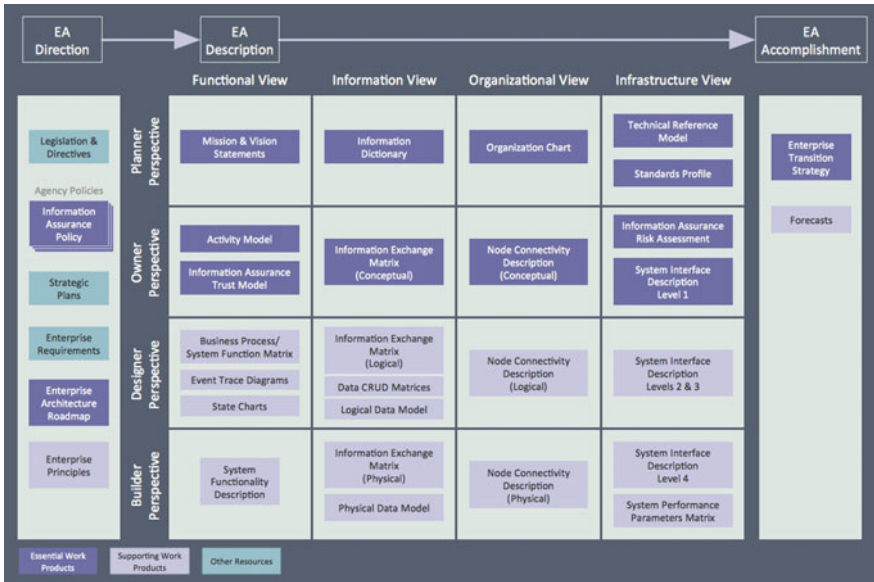 EA
Direction
EA
Description
EA
Accomplishment
Functional View
Information View
Organizational View
Infrastructure View
Legislation &
Directives
Agency Policies
Information
Assurance
Policy
Strategic
Plans
Enterprise
Requirements
Enterprise
Architecture
Roadmap
Enterprise
Principles
Planner
Perspective
Mission & Vision
Statements
Information
Dictionary
Organization Chart
Technical Reference
Model
Standards Profile
Owner
Perspective
Activity Model
Information Assurance
Trust Model
Information Exchange
Matrix
(Conceptual)
Node Connectivity
Description
(Conceptual)
Information Assurance
Risk Assessment
System Interface
Description
Level 1
Designer
Perspective
Business Process/
System Function Matrix
Event Trace Diagrams
State Charts
Information Exchange
Matrix
(Logical)
Data CRUD Matrices
Logical Data Model
Node Connectivity
Description
(Logical)
System Interface
Description
Levels 2 & 3
Builder
Perspective
System
Functionality
Description
Information Exchange
Matrix
(Physical)
Physical Data Model
Node Connectivity
Description
(Physical)
System Interface
Description
Level 4
System Performance
Parameters Matrix
Enterprise
Transition
Strategy
Forecasts
Essential Work
Products
Supporting Work
Products
Other Resources